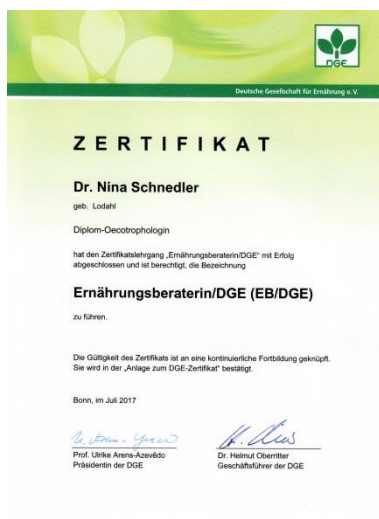 DGE
Deutsche Gesellschaft für Ernährung e.V.
ZERTIFIKAT
Dr. Nina Schnedler
geb. Lodahl
Diplom-Oecotrophologin
hat den Zertifikatslehrgang „Ernährungsberaterin/DGE“ mit Erfolg
abgeschlossen und ist berechtigt, die Bezeichnung
Ernährungsberaterin/DGE (EB/DGE)
zu führen.
Die Gültigkeit des Zertifikats ist an eine kontinuierliche Fortbildung geknüpft.
Sie wird in der „Anlage zum DGE-Zertifikat“ bestätigt.
Bonn, im Juli 2017
Prof. Ulrike Arens-Azevêdo
Präsidentin der DGE
Dr. Helmut Oberritter
Geschäftsführer der DGE